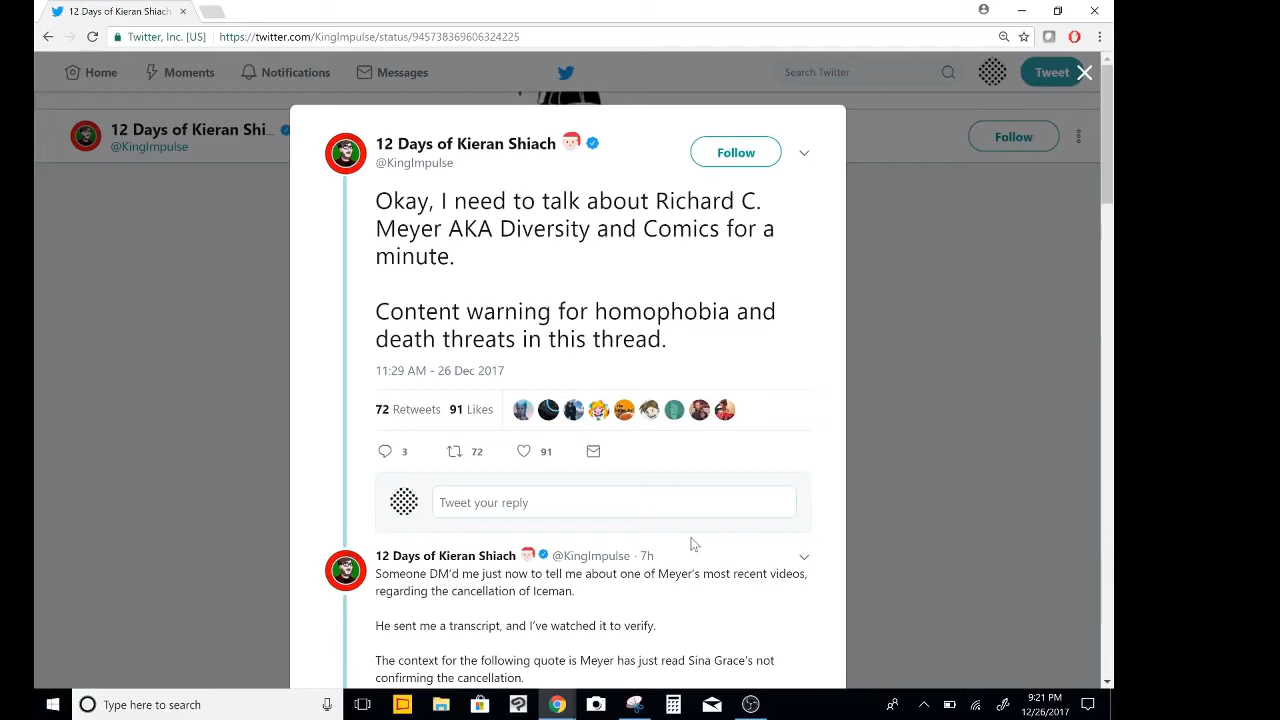 12 Days of Kieran Shiach
Twitter, Inc. [US] https://twitter.com/KingImpulse/status/945738369606324225
Home Moments Notifications Messages Search Twitter Tweet
12 Days of Kieran Shi...
@KingImpulse
Follow
12 Days of Kieran Shiach
@KingImpulse
Follow
Okay, I need to talk about Richard C.
Meyer AKA Diversity and Comics for a
minute.
Content warning for homophobia and
death threats in this thread.
11:29 AM - 26 Dec 2017
72 Retweets 91 Likes
3 72 91
Tweet your reply
12 Days of Kieran Shiach @KingImpulse · 7h
Someone DM'd me just now to tell me about one of Meyer's most recent videos,
regarding the cancellation of Iceman.
He sent me a transcript, and I've watched it to verify.
The context for the following quote is Meyer has just read Sina Grace's not
confirming the cancellation.
Type here to search
9:21 PM
12/26/2017